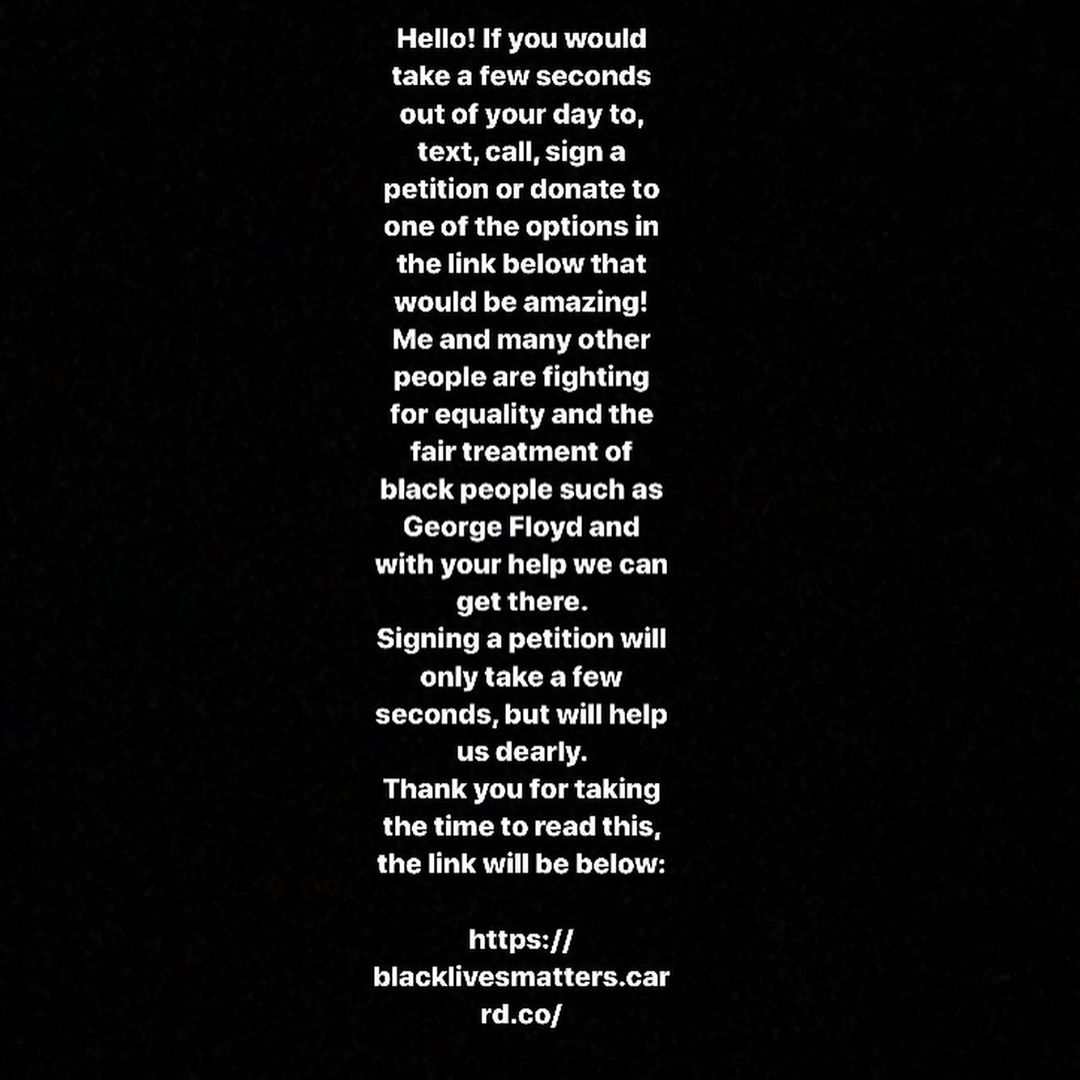 Hello! If you would
take a few seconds
out of your day to,
text, call, sign a
petition or donate to
one of the options in
the link below that
would be amazing!
Me and many other
people are fighting
for equality and the
fair treatment of
black people such as
George Floyd and
with your help we can
get there.
Signing a petition will
only take a few
seconds, but will help
us dearly.
Thank you for taking
the time to read this,
the link will be below:
https://
blacklivesmatters.car
rd.co/